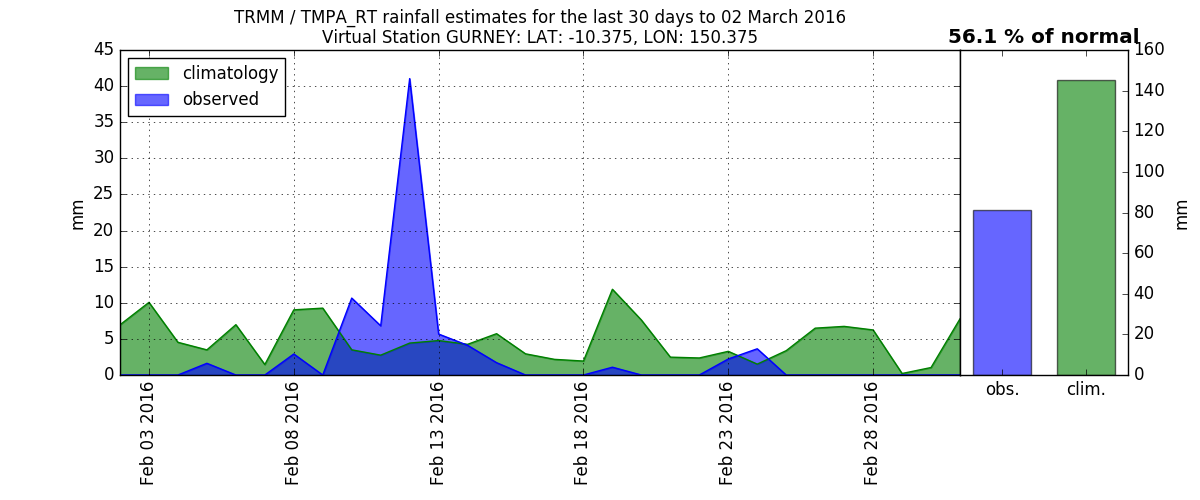 TRMM / TMPA_RT rainfall estimates for the last 30 days to 02 March 2016
Virtual Station GURNEY: LAT: -10.375, LON: 150.375
56.1 % of normal
climatology
observed
45
40
35
30
25
20
15
10
5
0
mm
Feb 03 2016
Feb 08 2016
Feb 13 2016
Feb 18 2016
Feb 23 2016
Feb 28 2016
160
140
120
100
80
60
40
20
0
mm
obs.
clim.